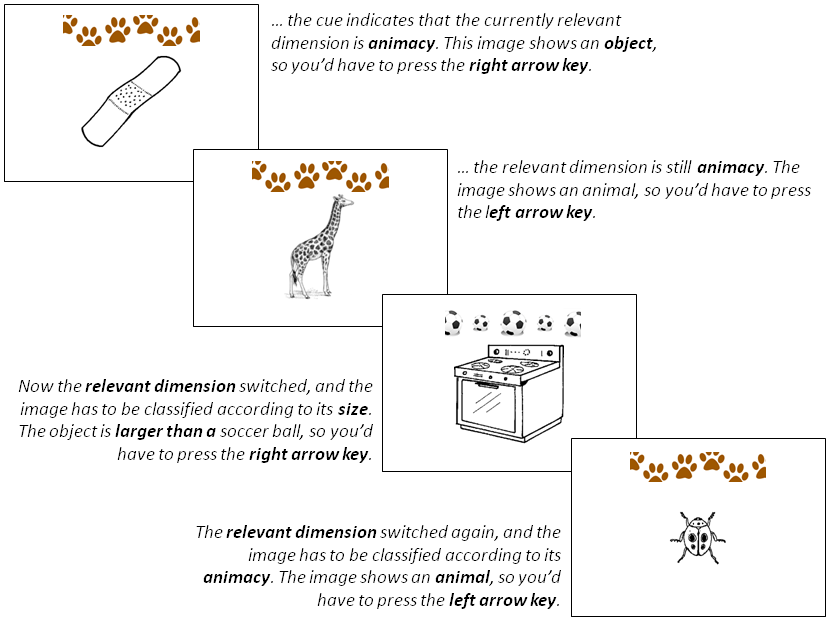 … the cue indicates that the currently relevant
dimension is animacy. This image shows an object,
so you’d have to press the right arrow key.
… the relevant dimension is still animacy. The
image shows an animal, so you’d have to press
the left arrow key.
Now the relevant dimension switched, and the
image has to be classified according to its size.
The object is larger than a soccer ball, so you’d
have to press the right arrow key.
The relevant dimension switched again, and the
image has to be classified according to its
animacy. The image shows an animal, so you’d
have to press the left arrow key.